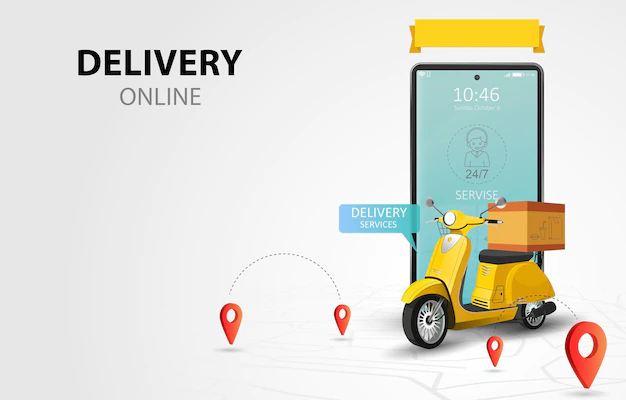 DELIVERY
ONLINE
10:46
24/7
SERVISE
DELIVERY
SERVICES